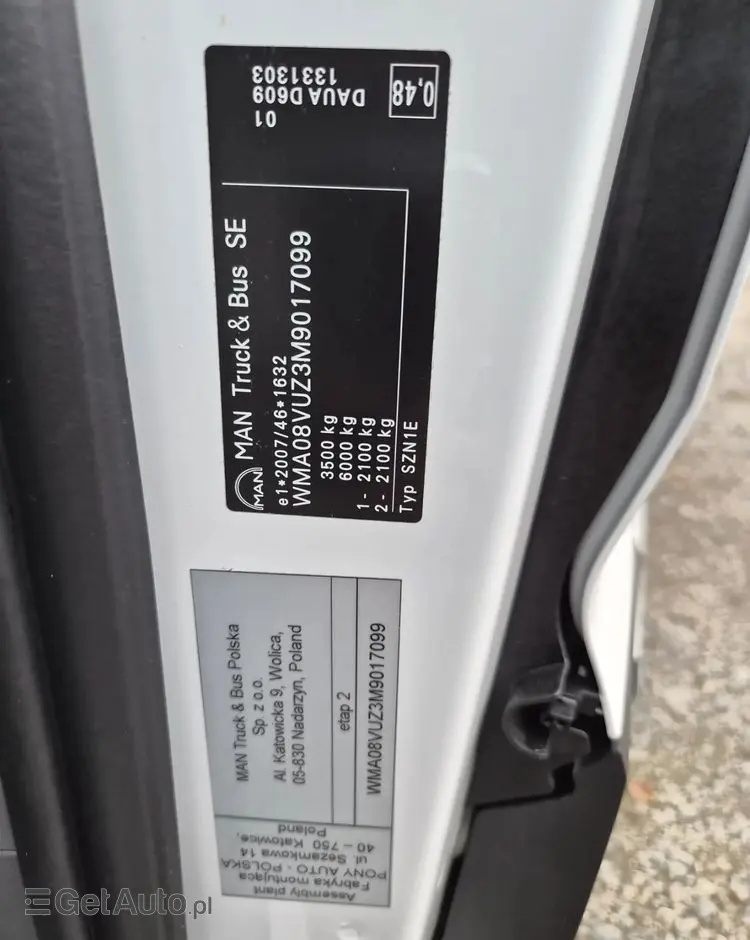 MAN
MAN Truck & Bus SE
e1*2007/46*1632
WMA08VUZ3M9017099
3500 kg
6000 kg
1 - 2100 kg
2 - 2100 kg
Typ SZN1E
01
DAUA D609
1331303
0,48
MAN Truck & Bus Polska
Sp. z o.o.
Al. Katowicka 9, Wolica,
05-830 Nadarzyn, Poland
etap 2
WMA08VUZ3M9017099
Assembly plant
Fabryka montująca
PONY AUTO - POLSKA
ul. Sezamkowa 14
40 - 750 Katowice,
Poland
GetAuto.pl